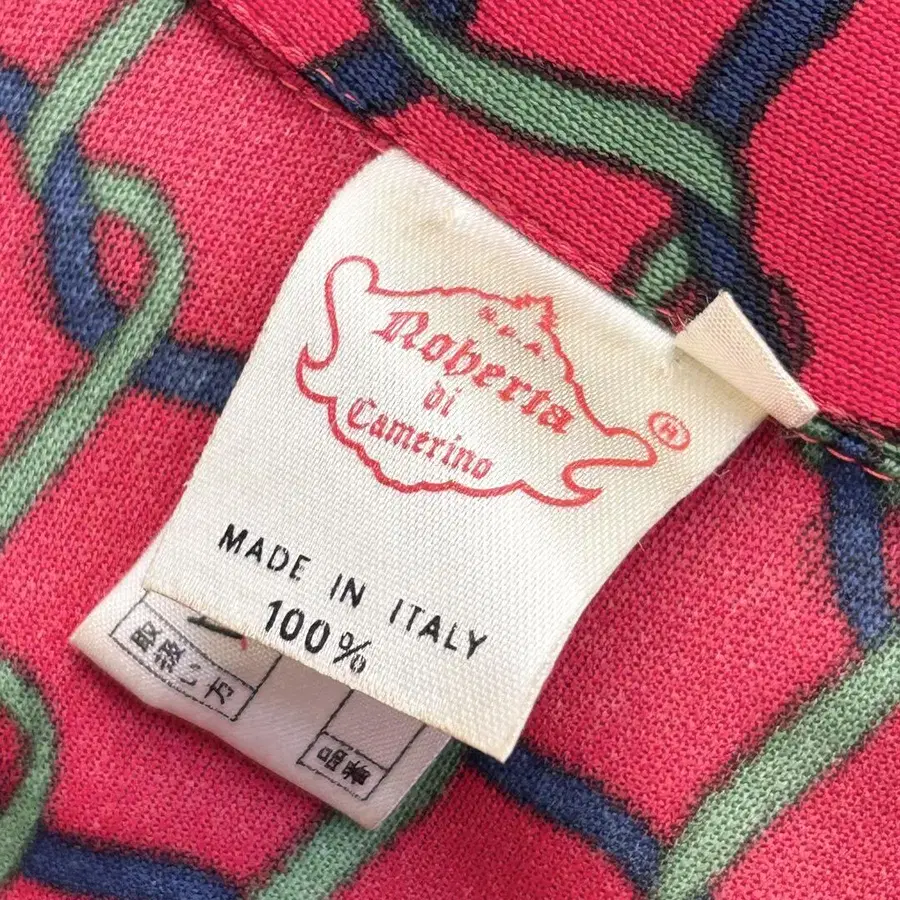 Roberta
di
Camerino
®
MADE IN ITALY
100%
取扱い方
品番